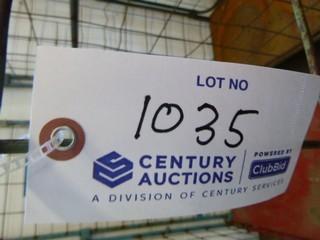 LOT NO
1035
CENTURY AUCTIONS
POWERED BY
ClubBid
A DIVISION OF CENTURY SERVICES